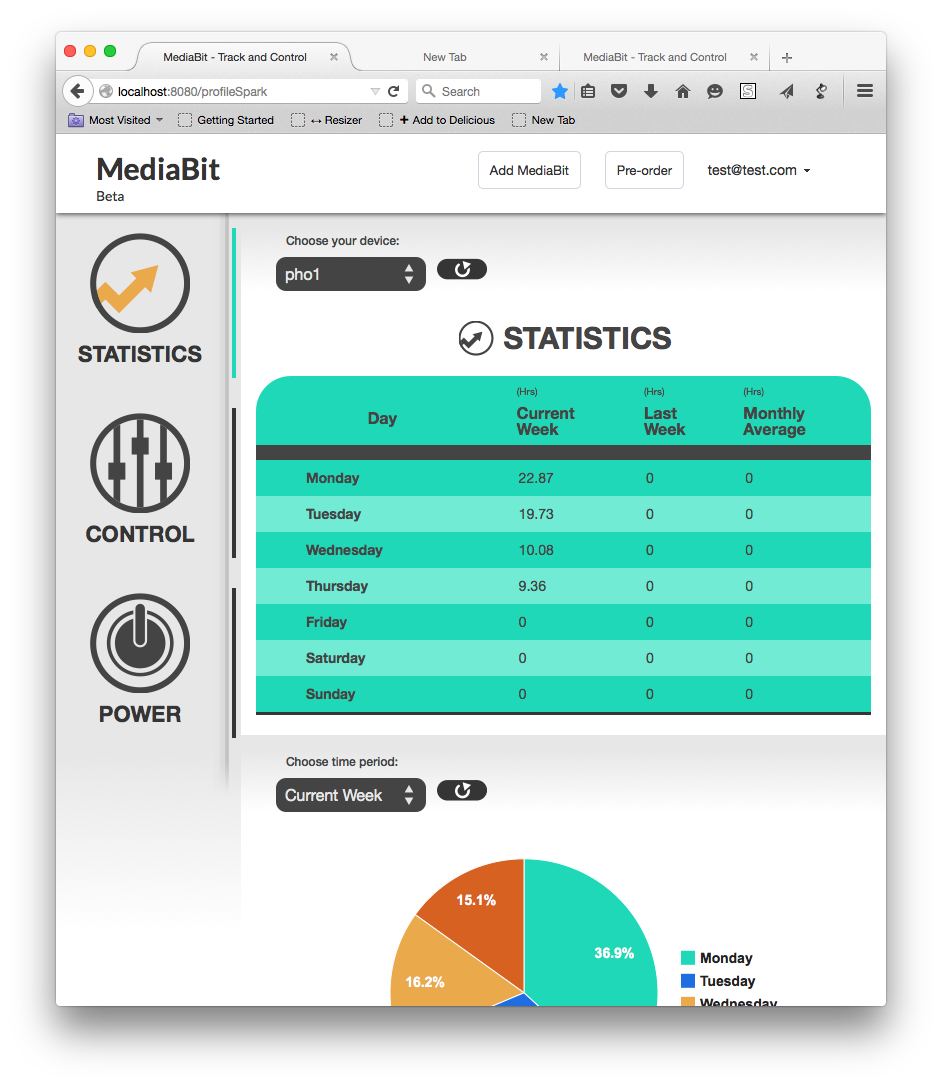 MediaBit - Track and Control
New Tab
MediaBit - Track and Control
localhost:8080/profileSpark
Search
S
Most Visited
Getting Started
↔ Resizer
+ Add to Delicious
New Tab
MediaBit
Beta
Add MediaBit
Pre-order
test@test.com
STATISTICS
CONTROL
POWER
Choose your device:
pho1
STATISTICS
(Hrs) (Hrs) (Hrs)
Day Current Week Last Week Monthly Average
Monday 22.87 0 0
Tuesday 19.73 0 0
Wednesday 10.08 0 0
Thursday 9.36 0 0
Friday 0 0 0
Saturday 0 0 0
Sunday 0 0 0
Choose time period:
Current Week
15.1%
36.9%
16.2%
Monday
Tuesday
Wednesday